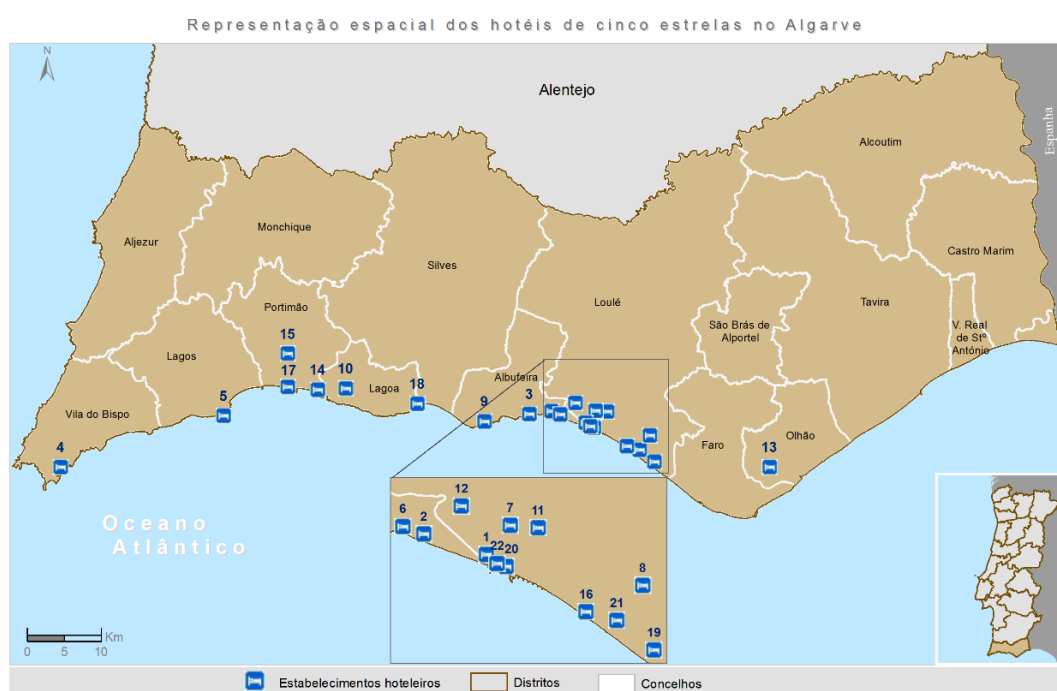 Representação espacial dos hotéis de cinco estrelas no Algarve
N
Alentejo
Espanha
Alcoutim
Aljezur
Monchique
Silves
Castro Marim
Loulé
Tavira
Portimão
São Brás de
Alportel
V. Real
de Stº
António
Lagos
15
Albufeira
Lagoa
17
14
10
18
Vila do Bispo
5
9
3
Faro
Olhão
4
13
12
6
2
7
11
1
22
20
8
16
21
19
Oceano
Atlântico
Km
0 5 10
Estabelecimentos hoteleiros
Distritos
Concelhos